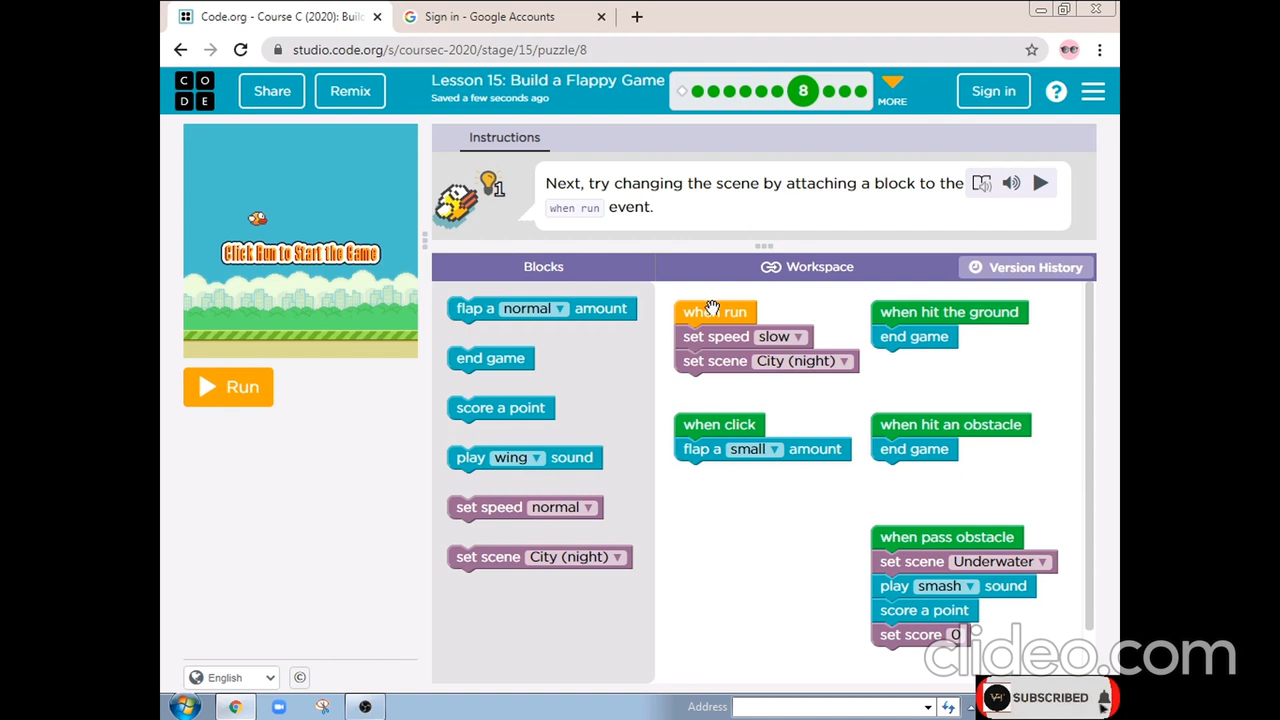 Code.org - Course C (2020): Buil
Sign in - Google Accounts
studio.code.org/s/coursec-2020/stage/15/puzzle/8
C O
D E
Share
Remix
Lesson 15: Build a Flappy Game
Saved a few seconds ago
8
MORE
Sign in
?
Instructions
1
Next, try changing the scene by attaching a block to the
when run event.
Click Run to Start the Game
Run
Blocks
Workspace
Version History
flap a normal amount
end game
score a point
play wing sound
set speed normal
set scene City (night)
when run
set speed slow
set scene City (night)
when click
flap a small amount
when hit the ground
end game
when hit an obstacle
end game
when pass obstacle
set scene Underwater
play smash sound
score a point
set score 0
clideo.com
English
©
Address
SUBSCRIBED